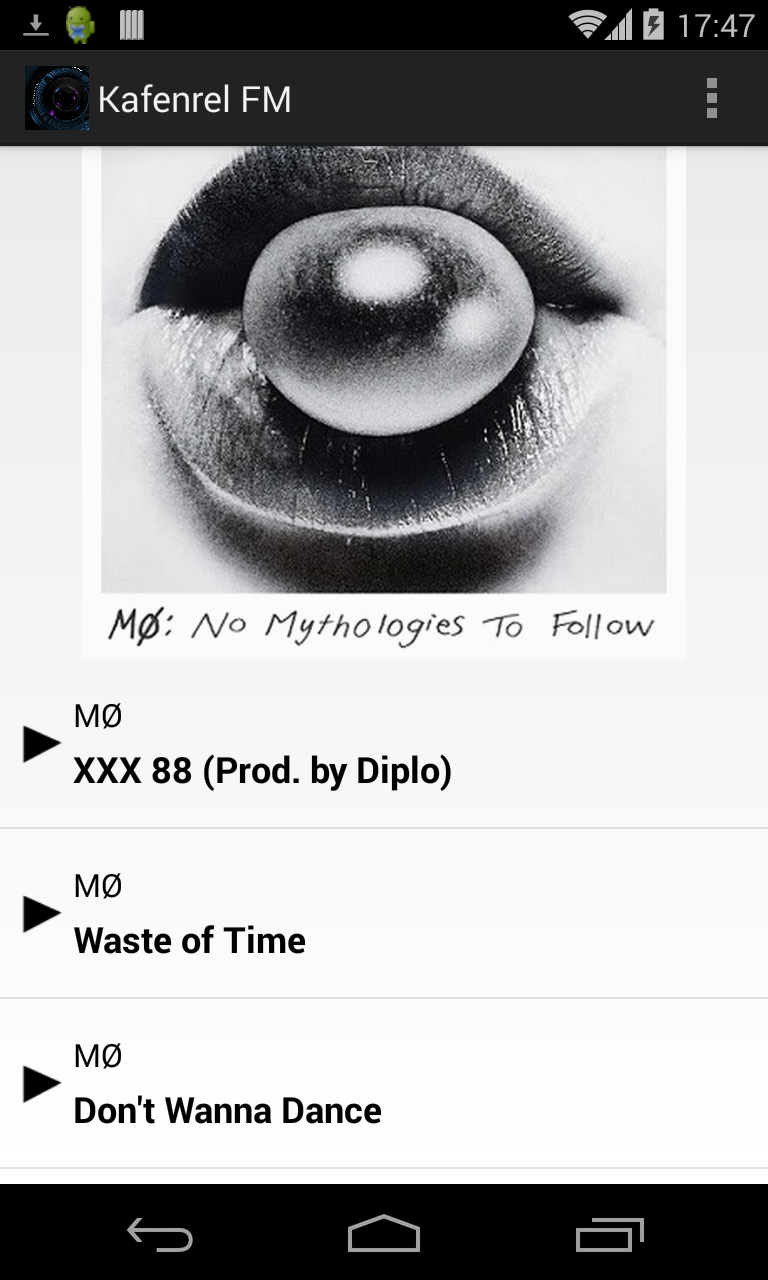 17:47
Kafenrel FM
MØ: No Mythologies To Follow
MØ
XXX 88 (Prod. by Diplo)
MØ
Waste of Time
MØ
Don't Wanna Dance